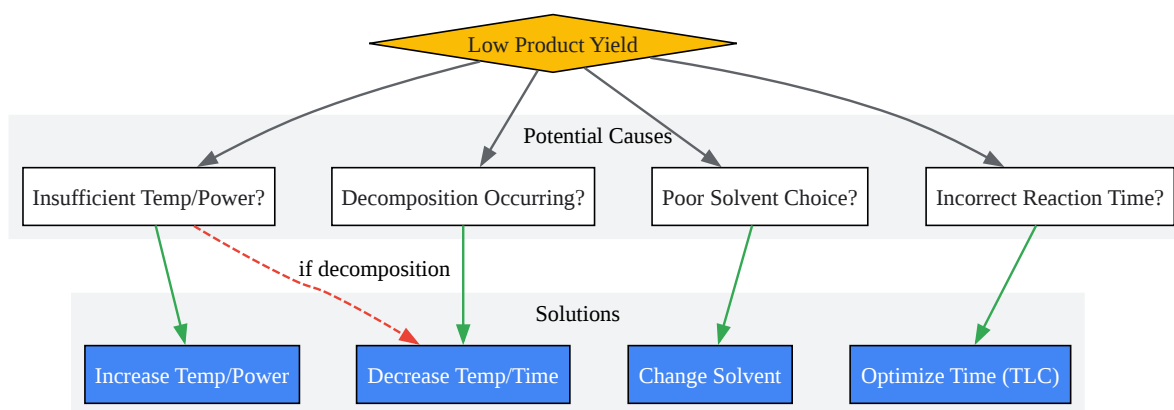 Low Product Yield
Potential Causes
Insufficient Temp/Power?
Decomposition Occurring?
Poor Solvent Choice?
Incorrect Reaction Time?
if decomposition
Solutions
Increase Temp/Power
Decrease Temp/Time
Change Solvent
Optimize Time (TLC)